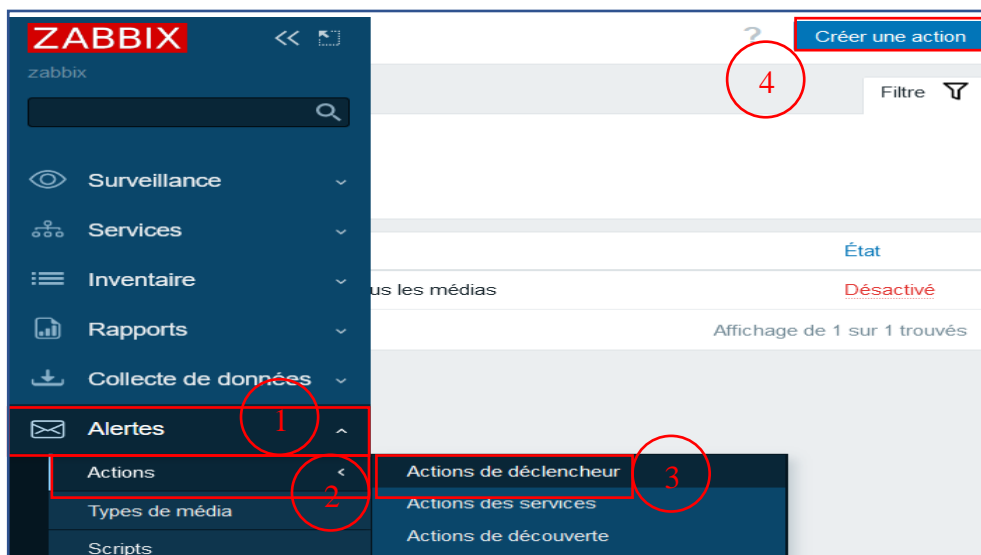 ZABBIX
zabbix
? Créer une action
4
Filtre
Surveillance
Services
État
Inventaire
us les médias
Désactivé
Rapports
Affichage de 1 sur 1 trouvés
Collecte de données
Alertes
1
Actions
2
Actions de déclencheur
3
Types de média
Actions des services
Scripts
Actions de découverte